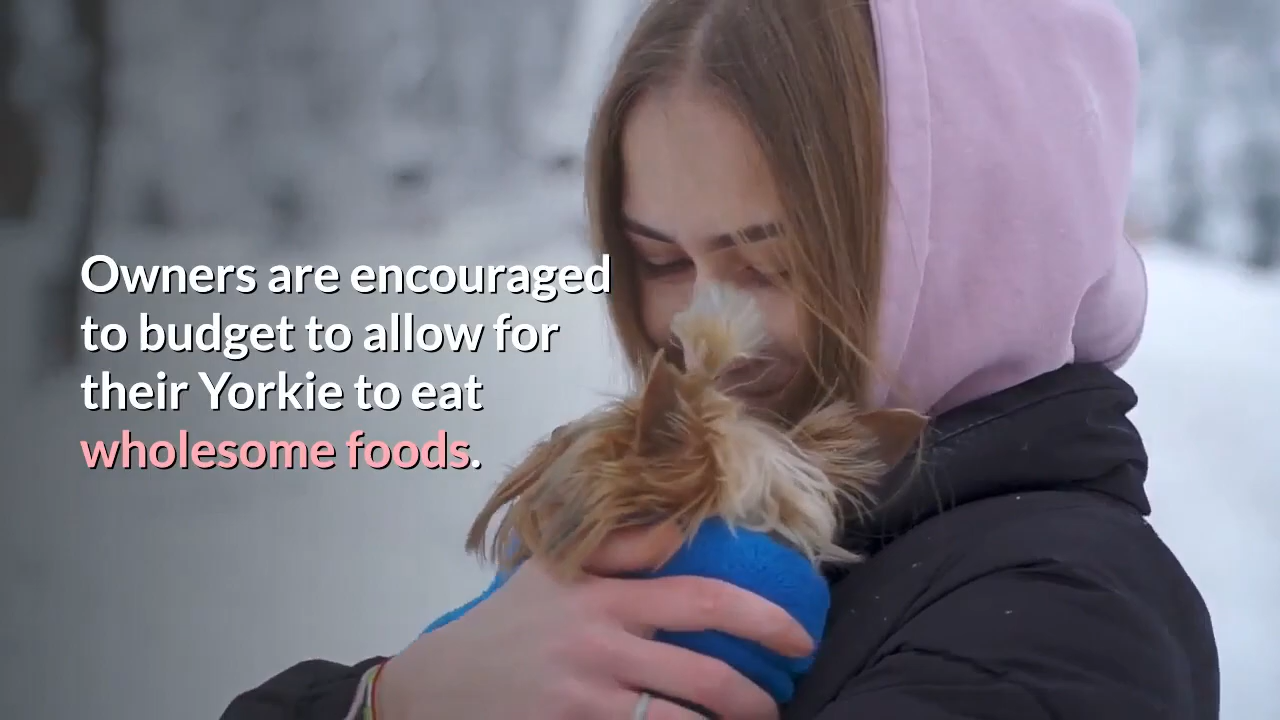 Owners are encouraged
to budget to allow for
their Yorkie to eat
wholesome foods.